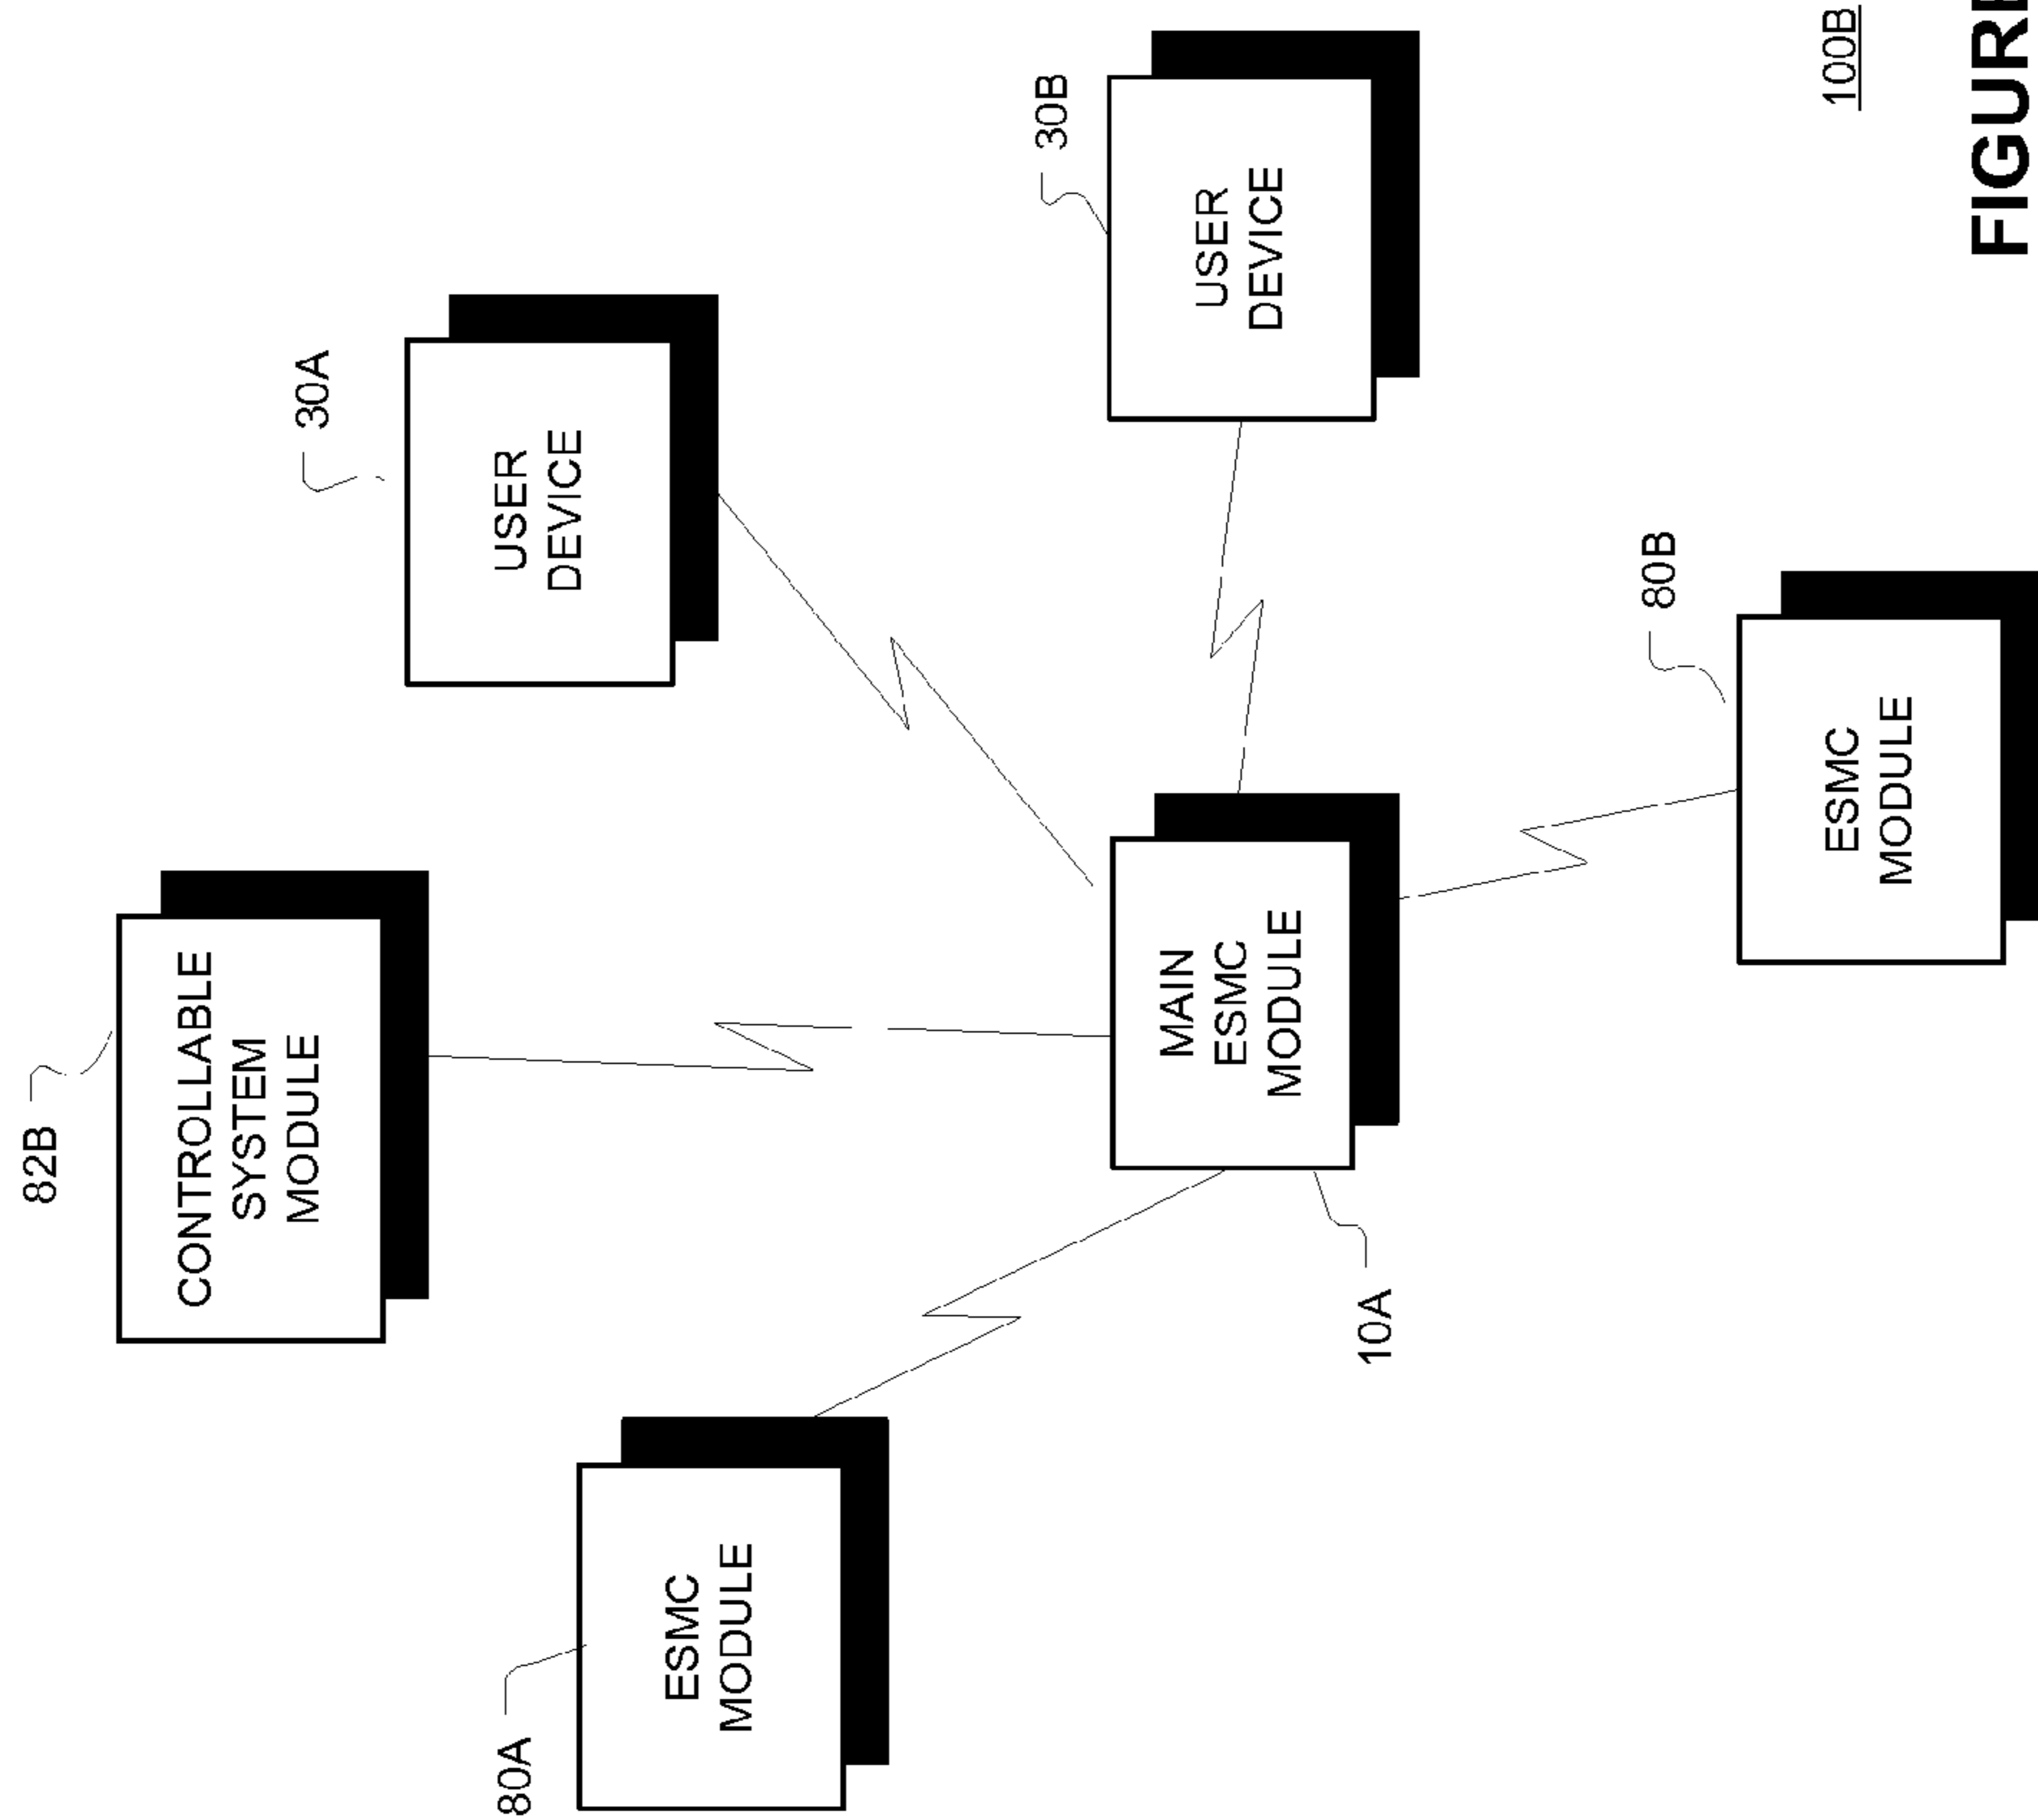 82B
CONTROLLABLE
SYSTEM
MODULE
30A
USER
DEVICE
80A
ESMC
MODULE
30B
USER
DEVICE
MAIN
ESMC
MODULE
10A
80B
ESMC
MODULE
100B
FIGURE